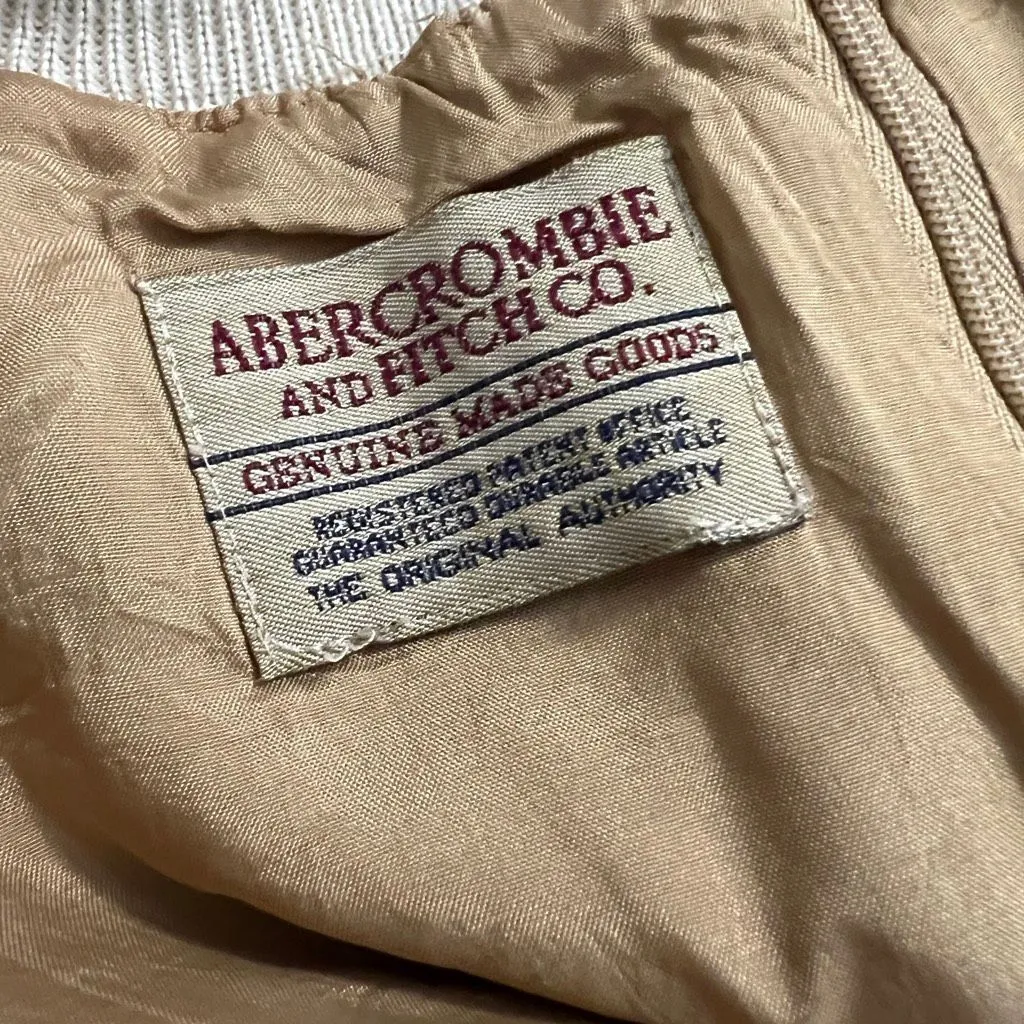 ABERCROMBIE
AND FITCH CO.
GENUINE MADE GOODS
REGISTERED PATENT OFFICE
GUARANTEED DURABLE ARTICLE
THE ORIGINAL AUTHORITY